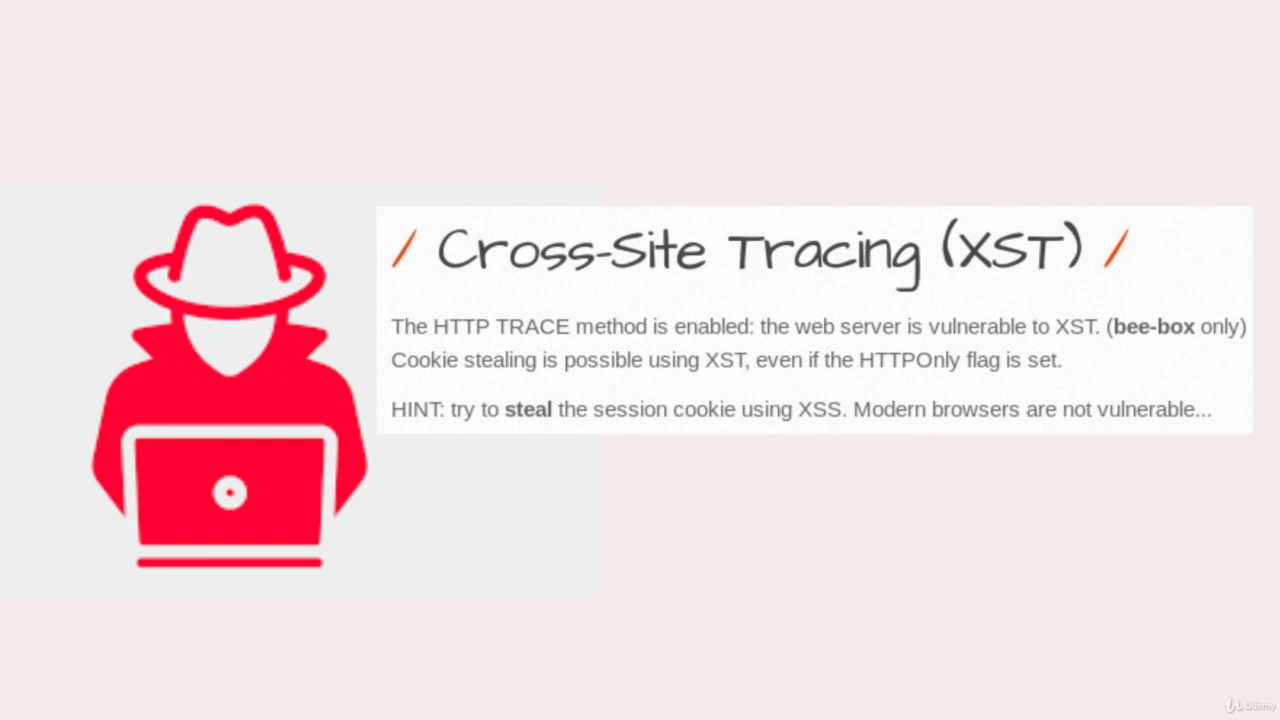 / Cross-Site Tracing (XST) /
The HTTP TRACE method is enabled: the web server is vulnerable to XST. (bee-box only)
Cookie stealing is possible using XST, even if the HTTPOnly flag is set.
HINT: try to steal the session cookie using XSS. Modern browsers are not vulnerable...
Udemy